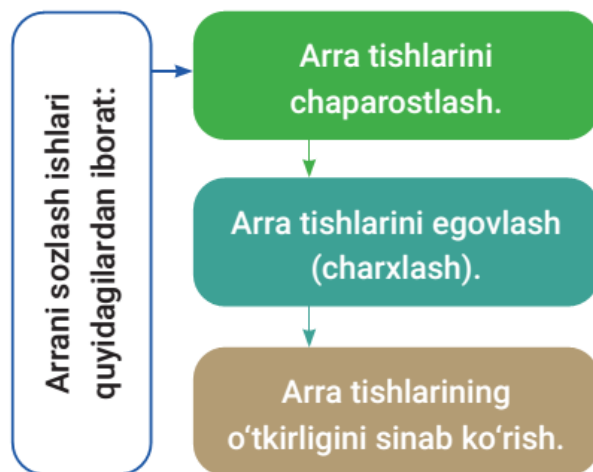 Arrani sozlash ishlari
quyidagilardan iborat:
Arra tishlarini
chaparostlash.
Arra tishlarini egovlash
(charxlash).
Arra tishlarining
o‘tkirligini sinab ko‘rish.